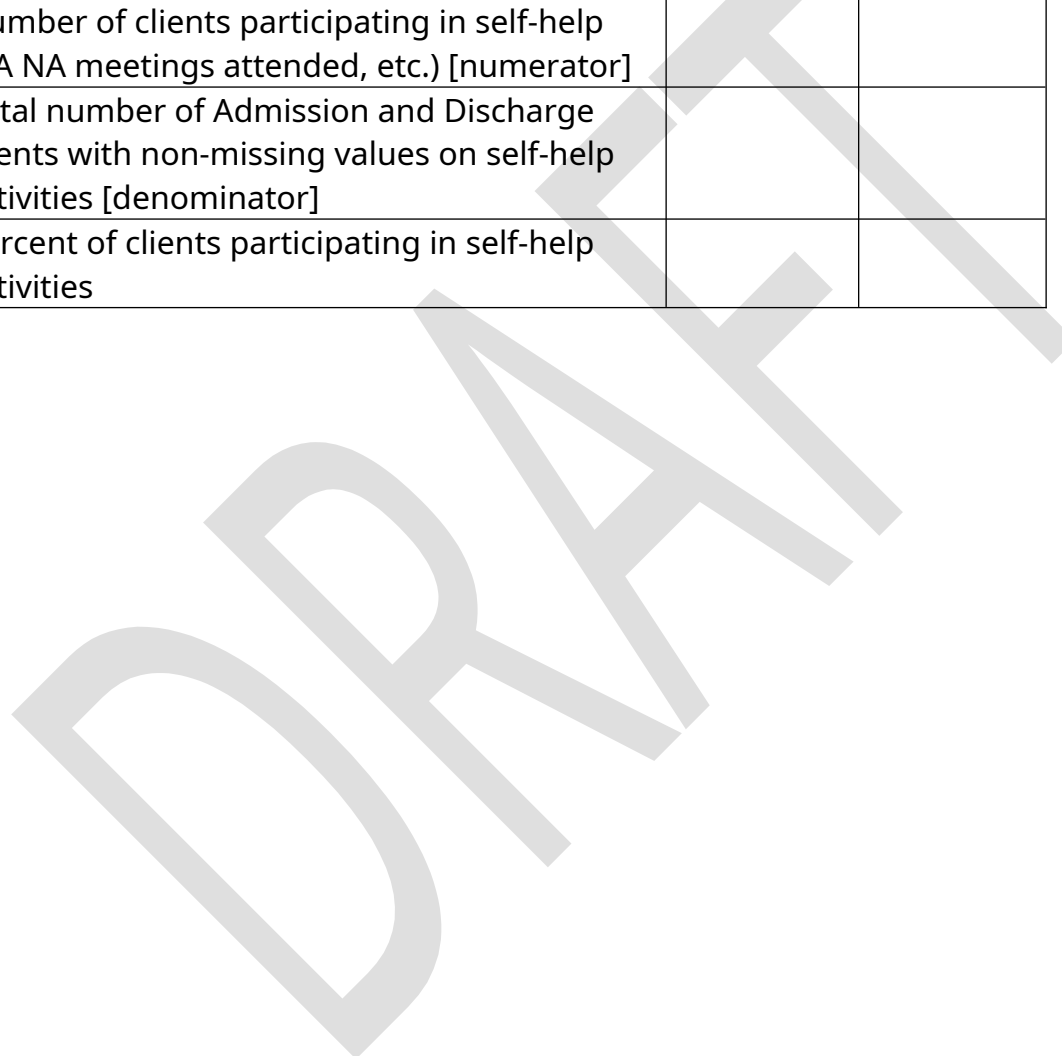 umber of clients participating in self-help
A NA meetings attended, etc.) [numerator]
tal number of Admission and Discharge
ents with non-missing values on self-help
tivities [denominator]
rcent of clients participating in self-help
tivities
DRAFT